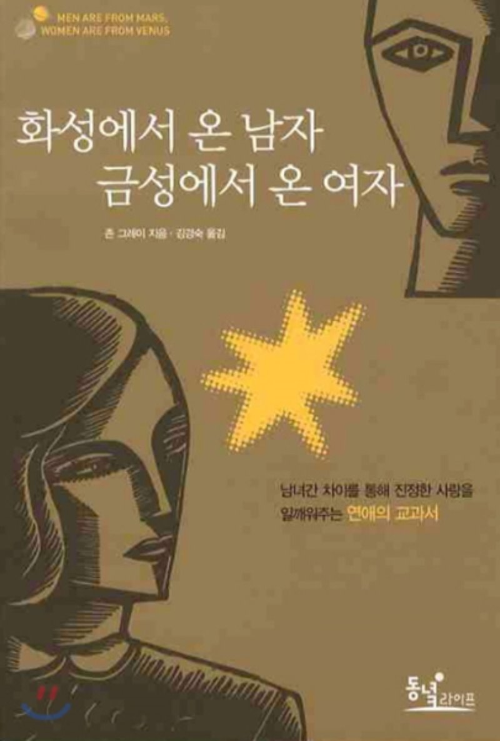 MEN ARE FROM MARS,
WOMEN ARE FROM VENUS
화성에서 온 남자
금성에서 온 여자
존 그레이 지음 · 김경숙 옮김
남녀간 차이를 통해 진정한 사랑을
일깨워주는 연애의 교과서
동녘라이프